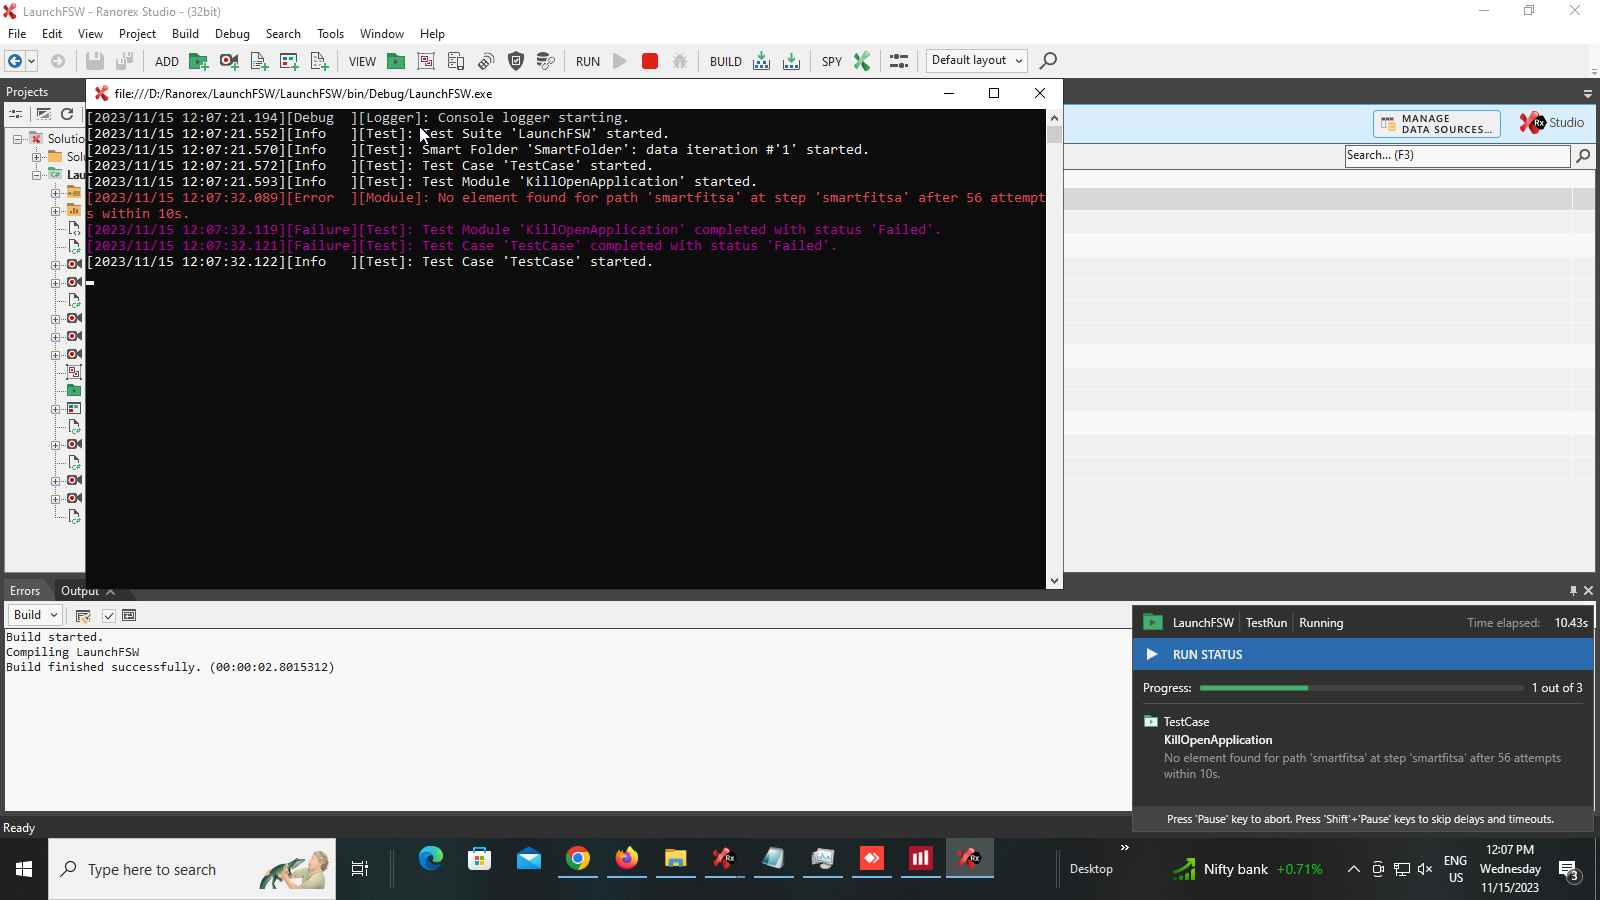 LaunchFSW - Ranorex Studio - (32bit)
File Edit View Project Build Debug Search Tools Window Help
ADD VIEW RUN BUILD SPY Default layout
Projects
file:///D:/Ranorex/LaunchFSW/LaunchFSW/bin/Debug/LaunchFSW.exe
[2023/11/15 12:07:21.194][Debug  ][Logger]: Console logger starting.
[2023/11/15 12:07:21.552][Info   ][Test]: Test Suite 'LaunchFSW' started.
[2023/11/15 12:07:21.570][Info   ][Test]: Smart Folder 'SmartFolder': data iteration #'1' started.
[2023/11/15 12:07:21.572][Info   ][Test]: Test Case 'TestCase' started.
[2023/11/15 12:07:21.593][Info   ][Test]: Test Module 'KillOpenApplication' started.
[2023/11/15 12:07:32.089][Error  ][Module]: No element found for path 'smartfitsa' at step 'smartfitsa' after 56 attempt
s within 10s.
[2023/11/15 12:07:32.119][Failure][Test]: Test Module 'KillOpenApplication' completed with status 'Failed'.
[2023/11/15 12:07:32.121][Failure][Test]: Test Case 'TestCase' completed with status 'Failed'.
[2023/11/15 12:07:32.122][Info   ][Test]: Test Case 'TestCase' started.
Solutio
Sol
Lau
MANAGE
DATA SOURCES...
Rx Studio
Search... (F3)
Errors Output
Build
Build started.
Compiling LaunchFSW
Build finished successfully. (00:00:02.8015312)
LaunchFSW TestRun Running Time elapsed: 10.43s
RUN STATUS
Progress: 1 out of 3
TestCase
KillOpenApplication
No element found for path 'smartfitsa' at step 'smartfitsa' after 56 attempts
within 10s.
Press 'Pause' key to abort. Press 'Shift'+'Pause' keys to skip delays and timeouts.
Ready
Type here to search
Rx
Rx
Desktop
Nifty bank +0.71%
ENG
US
12:07 PM
Wednesday
11/15/2023
3